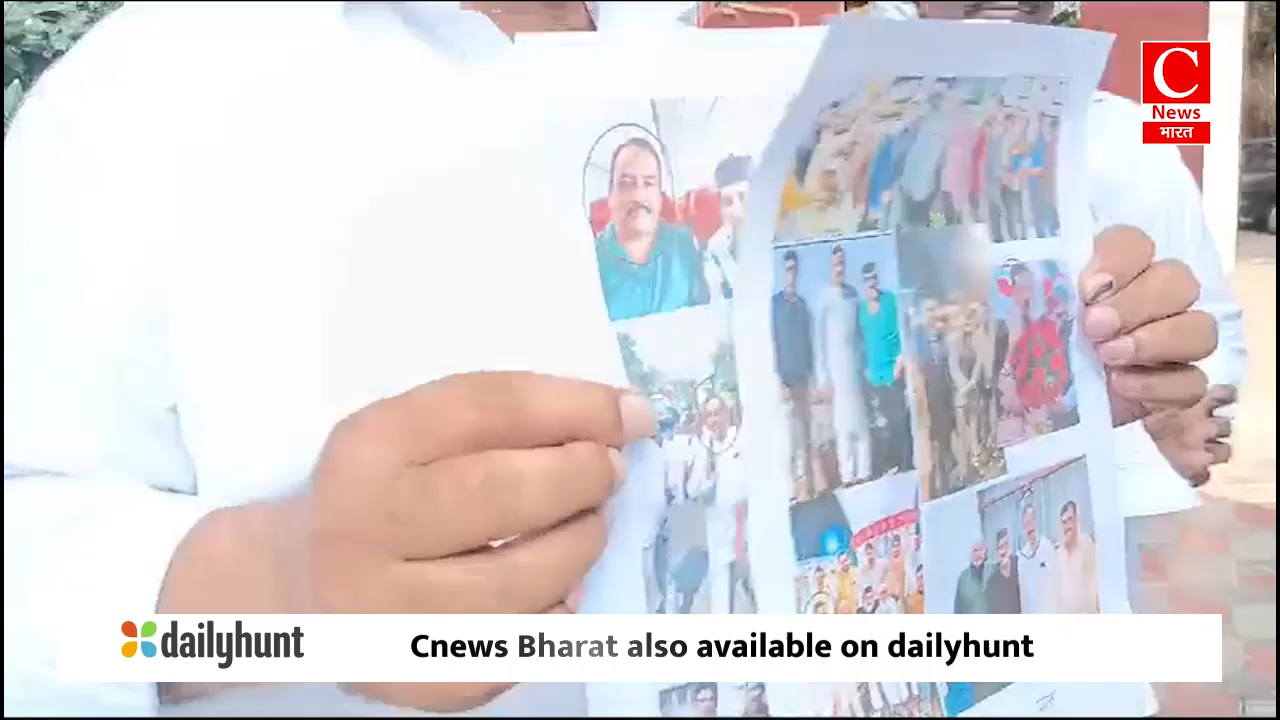 C
News
भारत
dailyhunt
Cnews Bharat also available on dailyhunt